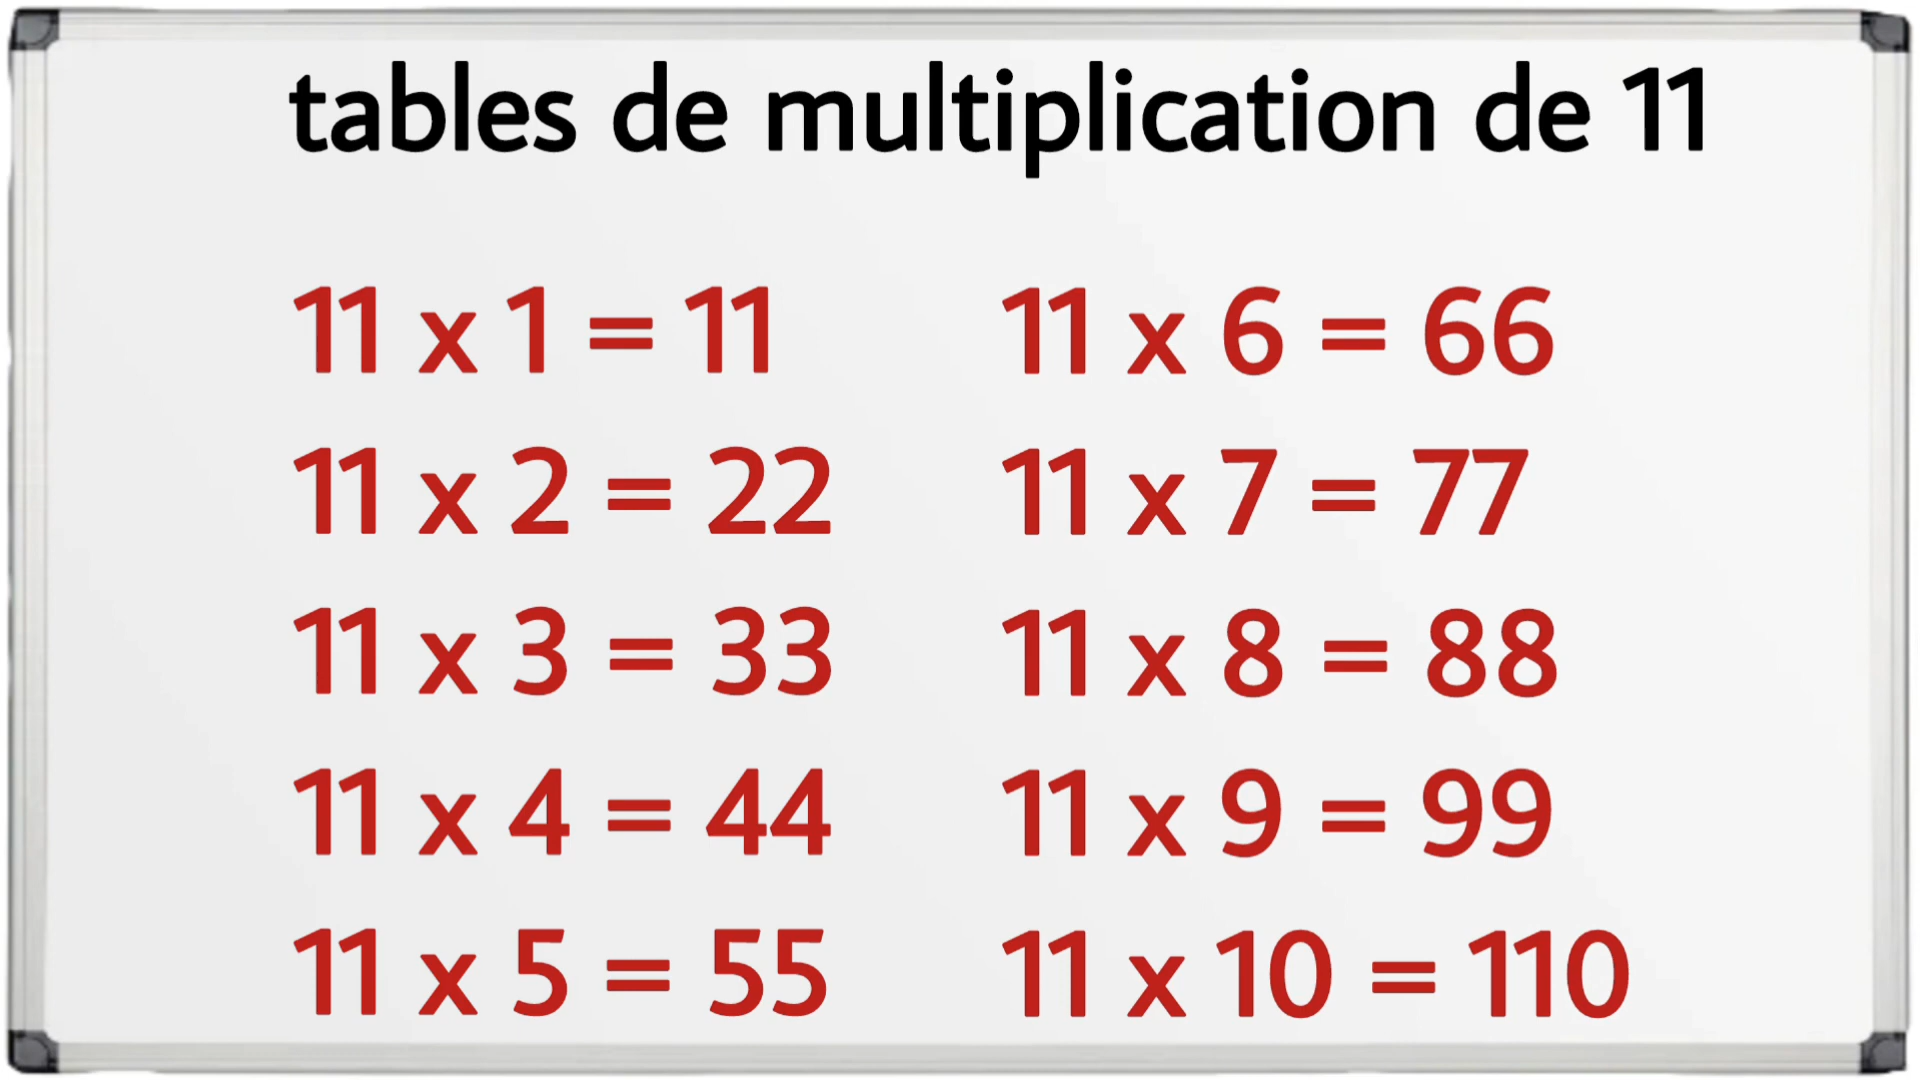 tables de multiplication de 11
11 x 1 = 11
11 x 2 = 22
11 x 3 = 33
11 x 4 = 44
11 x 5 = 55
11 x 6 = 66
11 x 7 = 77
11 x 8 = 88
11 x 9 = 99
11 x 10 = 110